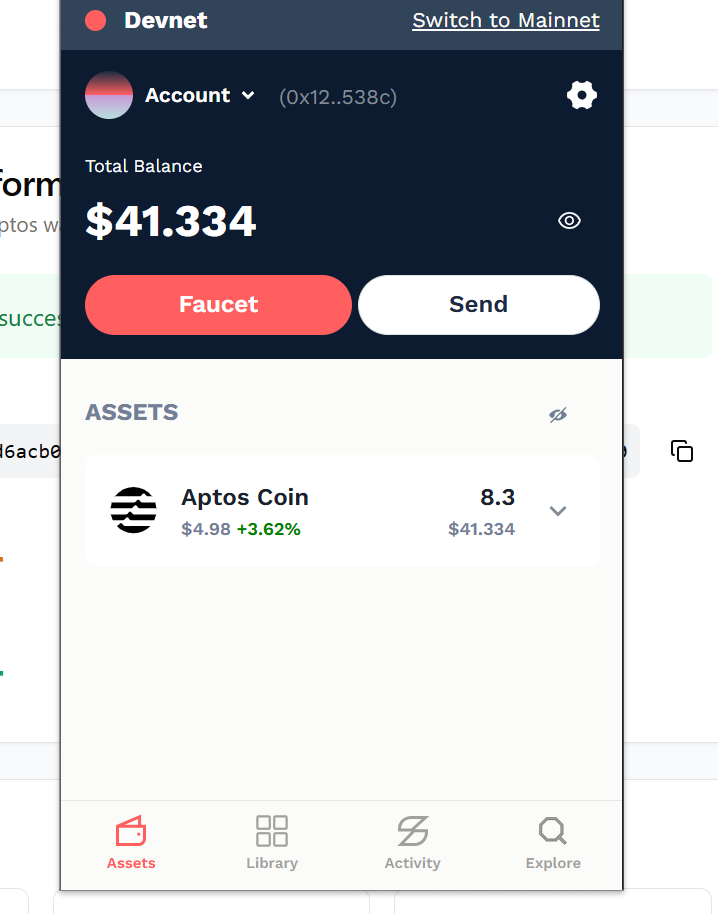 Devnet Switch to Mainnet
Account (0x12..538c)
Total Balance
$41.334
Faucet Send
ASSETS
Aptos Coin 8.3
$4.98 +3.62% $41.334
Assets Library Activity Explore
form
ptos w
succes
d6acb0